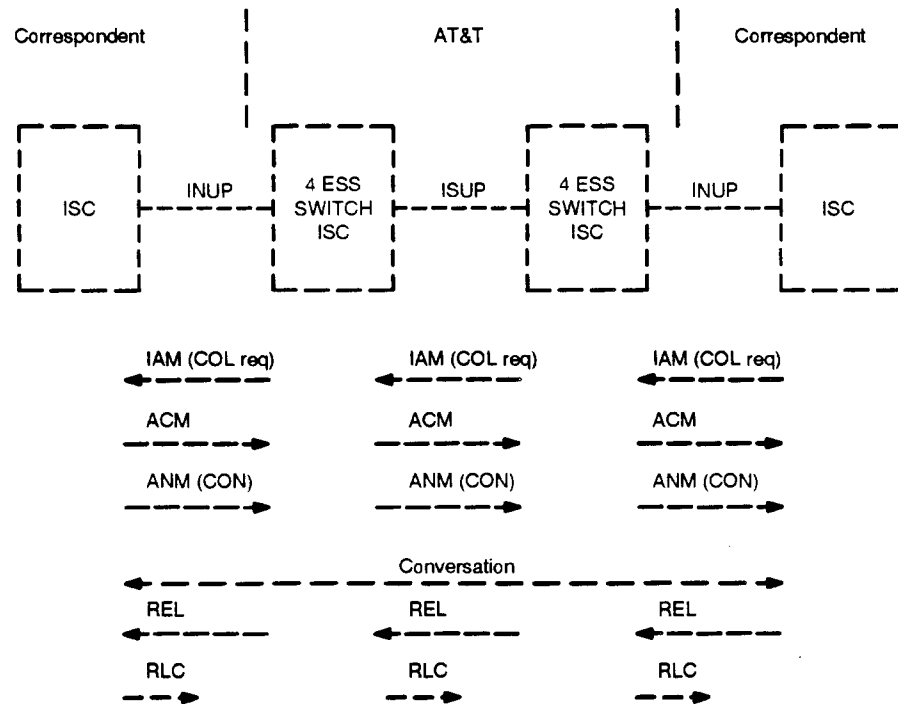 Correspondent AT&T Correspondent
ISC
INUP
4 ESS
SWITCH
ISC
ISUP
4 ESS
SWITCH
ISC
INUP
ISC
IAM (COL req) IAM (COL req) IAM (COL req)
ACM ACM ACM
ANM (CON) ANM (CON) ANM (CON)
Conversation
REL REL REL
RLC RLC RLC